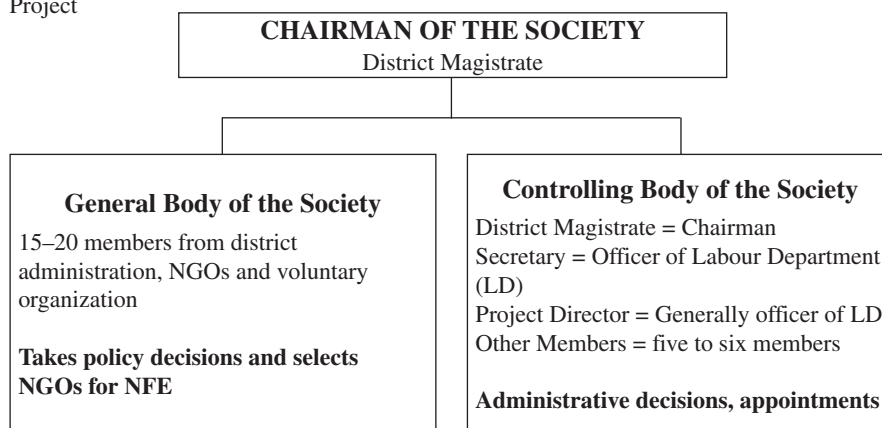 Project
CHAIRMAN OF THE SOCIETY
District Magistrate
General Body of the Society
15–20 members from district
administration, NGOs and voluntary
organization
Takes policy decisions and selects
NGOs for NFE
Controlling Body of the Society
District Magistrate = Chairman
Secretary = Officer of Labour Department
(LD)
Project Director = Generally officer of LD
Other Members = five to six members
Administrative decisions, appointments